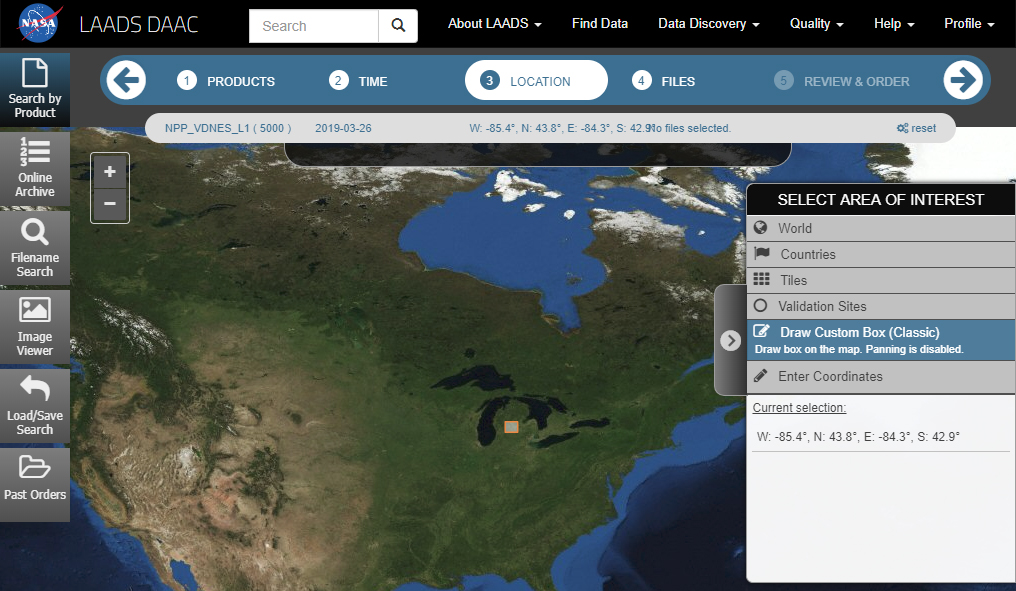 NASA
LAADS DAAC
Search
About LAADS
Find Data
Data Discovery
Quality
Help
Profile
1 PRODUCTS
2 TIME
3 LOCATION
4 FILES
5 REVIEW & ORDER
NPP_VDNES_L1 ( 5000 )
2019-03-26
W: -85.4°, N: 43.8°, E: -84.3°, S: 42.9°
No files selected.
reset
Search by
Product
Online
Archive
Filename
Search
Image
Viewer
Load/Save
Search
Past Orders
+
−
SELECT AREA OF INTEREST
World
Countries
Tiles
Validation Sites
Draw Custom Box (Classic)
Draw box on the map. Panning is disabled.
Enter Coordinates
Current selection:
W: -85.4°, N: 43.8°, E: -84.3°, S: 42.9°